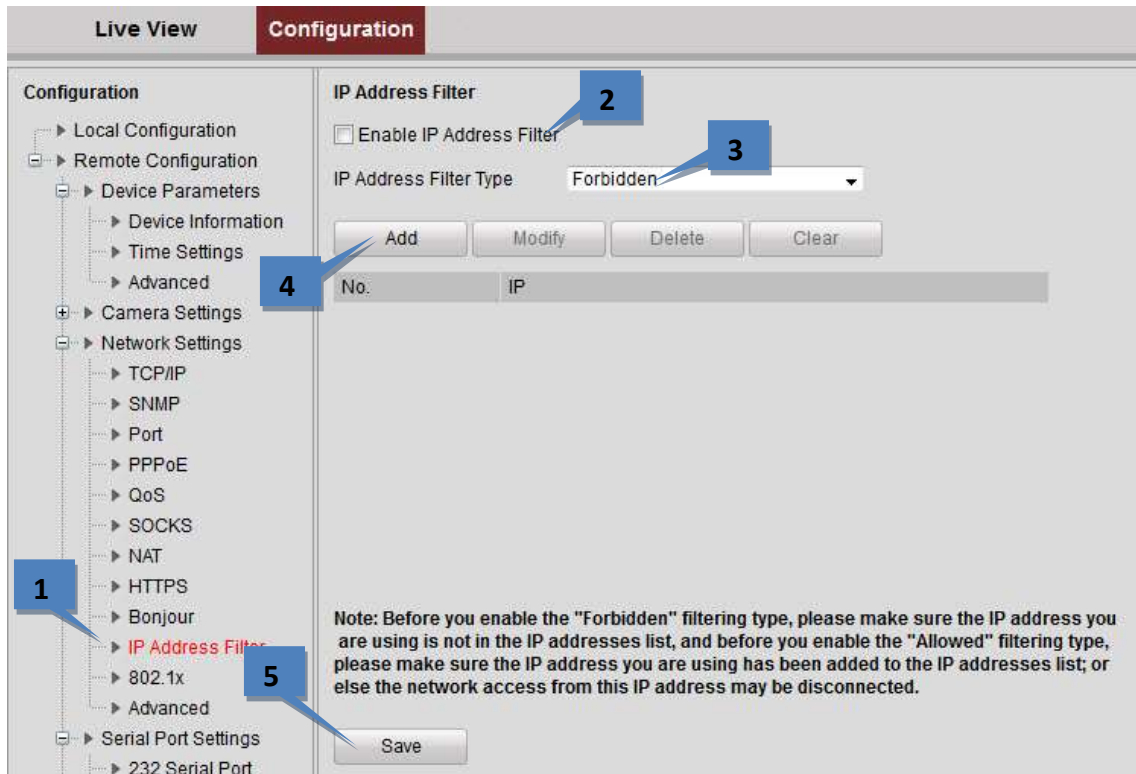 Live View Configuration
Configuration
Local Configuration
Remote Configuration
Device Parameters
Device Information
Time Settings
Advanced
Camera Settings
Network Settings
TCP/IP
SNMP
Port
PPPoE
QoS
SOCKS
NAT
HTTPS
1
Bonjour
IP Address Filter
802.1x
Advanced
Serial Port Settings
232 Serial Port
IP Address Filter
2
Enable IP Address Filter
3
IP Address Filter Type Forbidden
Add Modify Delete Clear
4
No. IP
Note: Before you enable the "Forbidden" filtering type, please make sure the IP address you
are using is not in the IP addresses list, and before you enable the "Allowed" filtering type,
please make sure the IP address you are using has been added to the IP addresses list; or
else the network access from this IP address may be disconnected.
5
Save